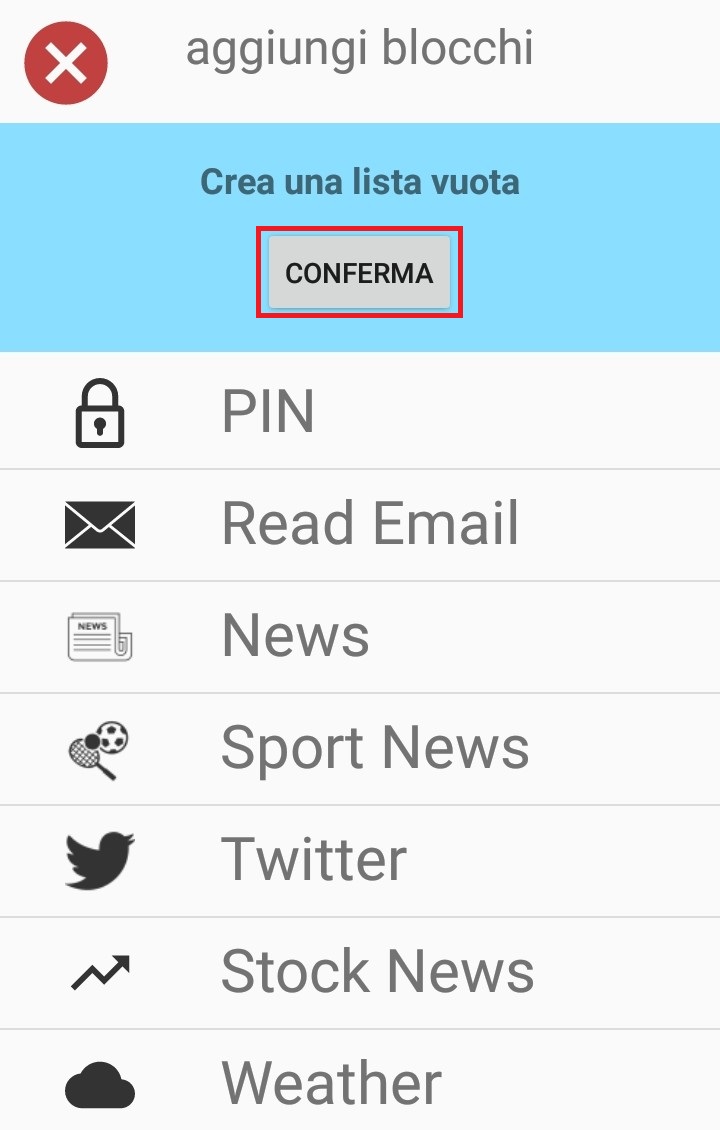 aggiungi blocchi
Crea una lista vuota
CONFERMA
PIN
Read Email
NEWS
News
Sport News
Twitter
Stock News
Weather